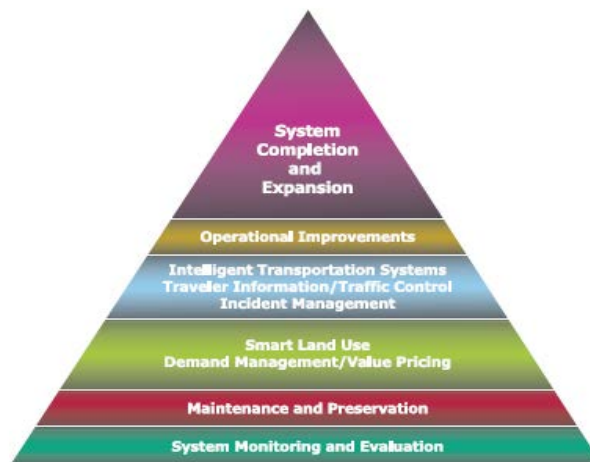 System
Completion
and
Expansion
Operational Improvements
Intelligent Transportation Systems
Traveler Information/Traffic Control
Incident Management
Smart Land Use
Demand Management/Value Pricing
Maintenance and Preservation
System Monitoring and Evaluation